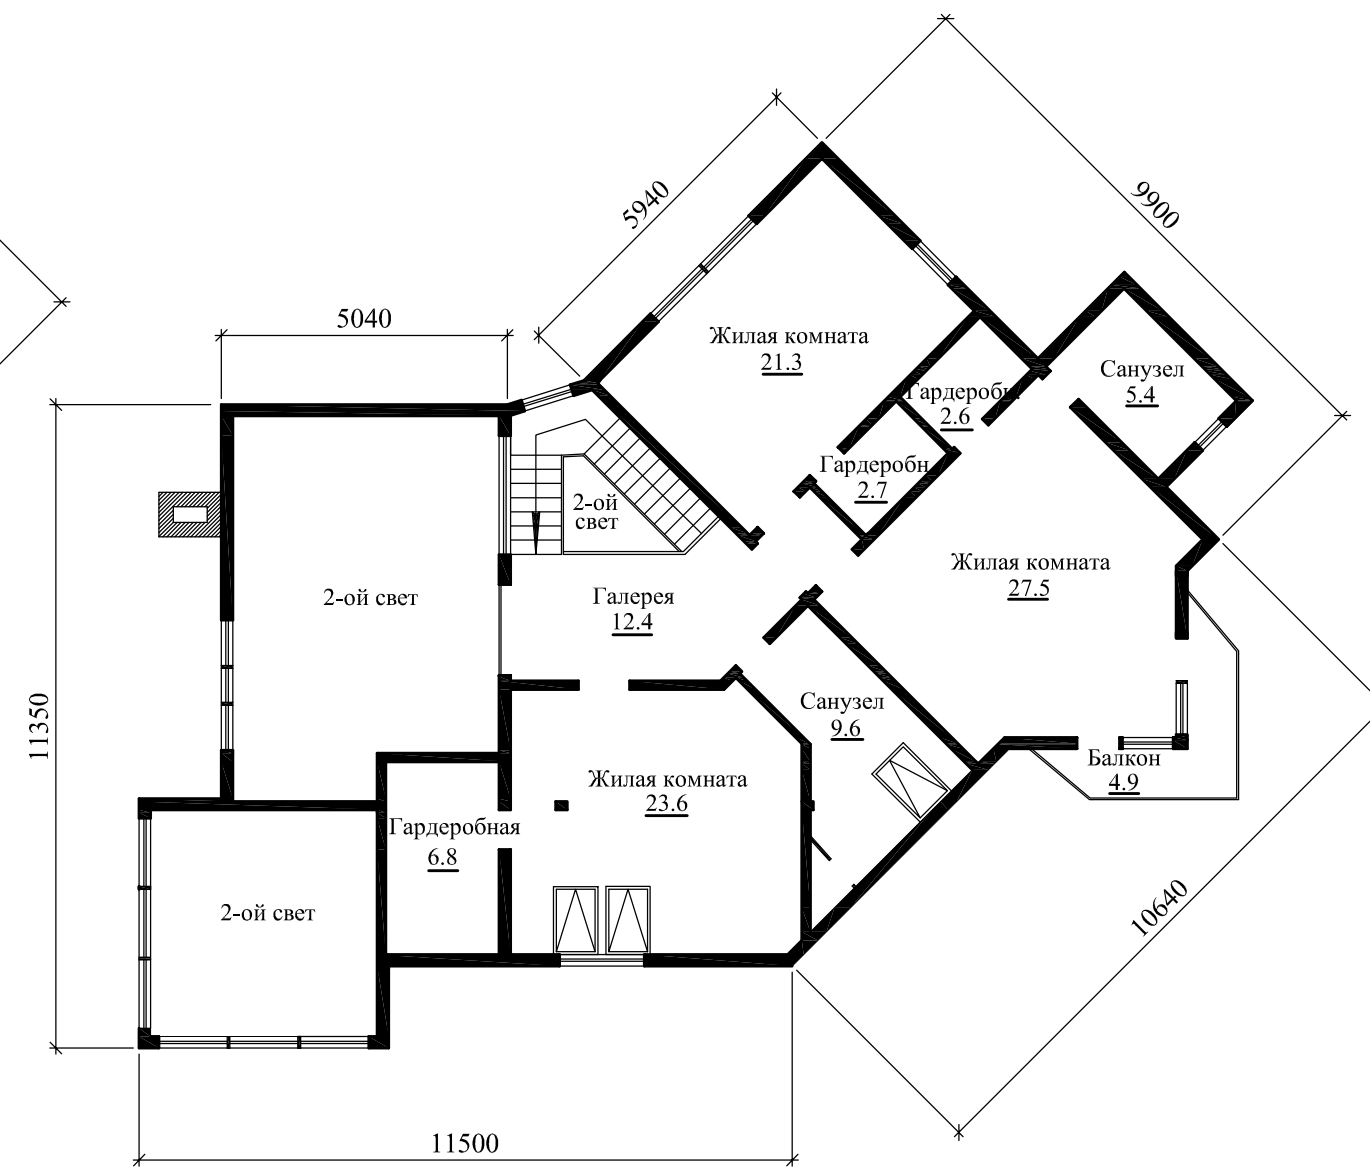 9900
5940
5040
Жилая комната
21.3
Санузел
5.4
Гардеробн.
2.6
Гардеробн.
2.7
2-ой
свет
Жилая комната
27.5
2-ой свет
Галерея
12.4
11350
Санузел
9.6
Балкон
4.9
Жилая комната
23.6
Гардеробная
6.8
2-ой свет
10640
11500